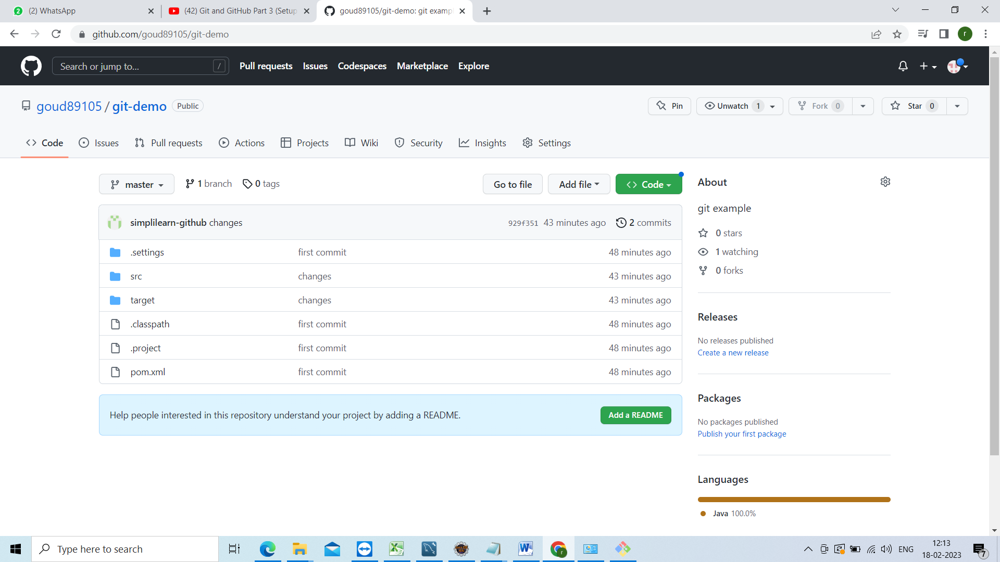 (2) WhatsApp
(42) Git and GitHub Part 3 (Setup
goud89105/git-demo: git examp
github.com/goud89105/git-demo
r
Search or jump to...
/
Pull requests
Issues
Codespaces
Marketplace
Explore
goud89105 / git-demo Public
Pin
Unwatch 1
Fork 0
Star 0
Code
Issues
Pull requests
Actions
Projects
Wiki
Security
Insights
Settings
master
1 branch
0 tags
Go to file
Add file
Code
simplilearn-github changes
929f351 43 minutes ago
2 commits
.settings first commit 48 minutes ago
src changes 43 minutes ago
target changes 43 minutes ago
.classpath first commit 48 minutes ago
.project first commit 48 minutes ago
pom.xml first commit 48 minutes ago
Help people interested in this repository understand your project by adding a README.
Add a README
About
git example
0 stars
1 watching
0 forks
Releases
No releases published
Create a new release
Packages
No packages published
Publish your first package
Languages
Java 100.0%
Type here to search
ENG
12:13
18-02-2023
7